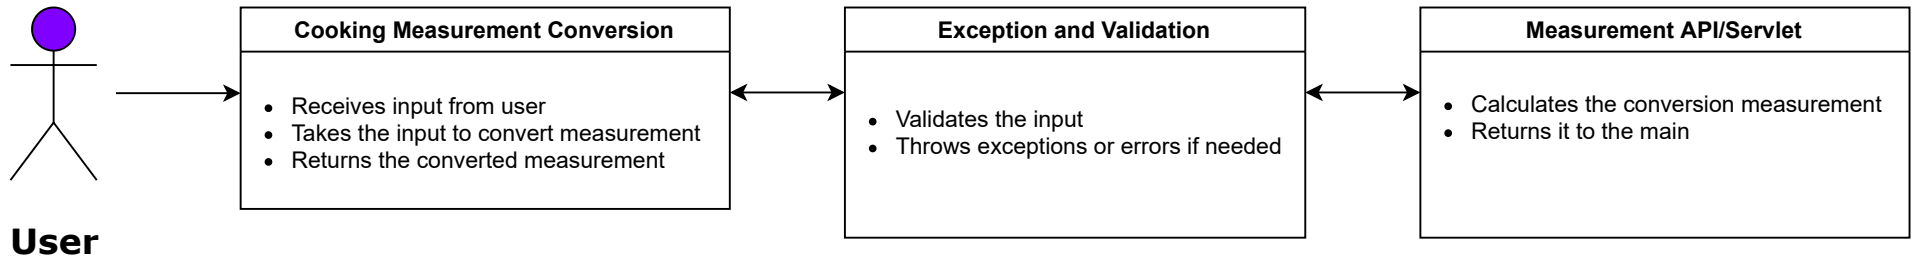 Cooking Measurement Conversion
Receives input from user
Takes the input to convert measurement
Returns the converted measurement
Exception and Validation
Validates the input
Throws exceptions or errors if needed
Measurement API/Servlet
Calculates the conversion measurement
Returns it to the main
User